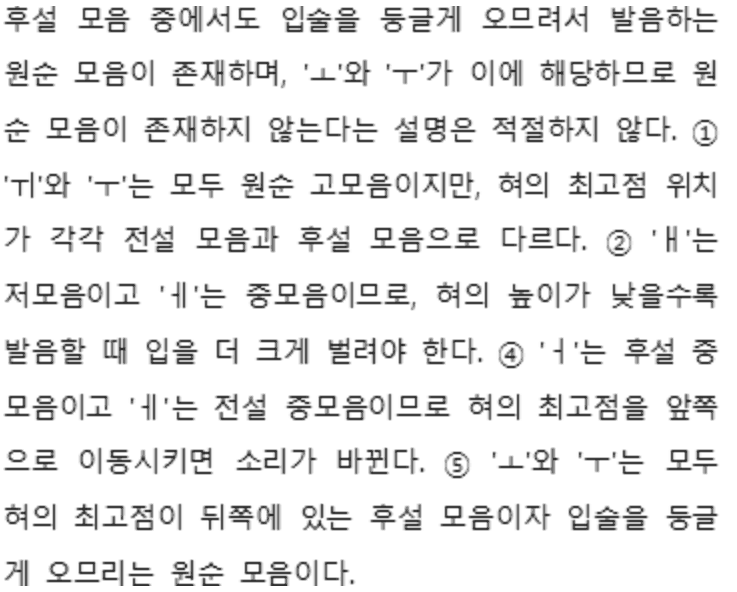 후설 모음 중에서도 입술을 둥글게 오므려서 발음하는
원순 모음이 존재하며, 'ㅗ'와 'ㅜ'가 이에 해당하므로 원
순 모음이 존재하지 않는다는 설명은 적절하지 않다. ①
'ㅟ'와 'ㅜ'는 모두 원순 고모음이지만, 혀의 최고점 위치
가 각각 전설 모음과 후설 모음으로 다르다. ② 'ㅐ'는
저모음이고 'ㅔ'는 중모음이므로, 혀의 높이가 낮을수록
발음할 때 입을 더 크게 벌려야 한다. ④ 'ㅓ'는 후설 중
모음이고 'ㅔ'는 전설 중모음이므로 혀의 최고점을 앞쪽
으로 이동시키면 소리가 바뀐다. ⑤ 'ㅗ'와 'ㅜ'는 모두
혀의 최고점이 뒤쪽에 있는 후설 모음이자 입술을 둥글
게 오므리는 원순 모음이다.